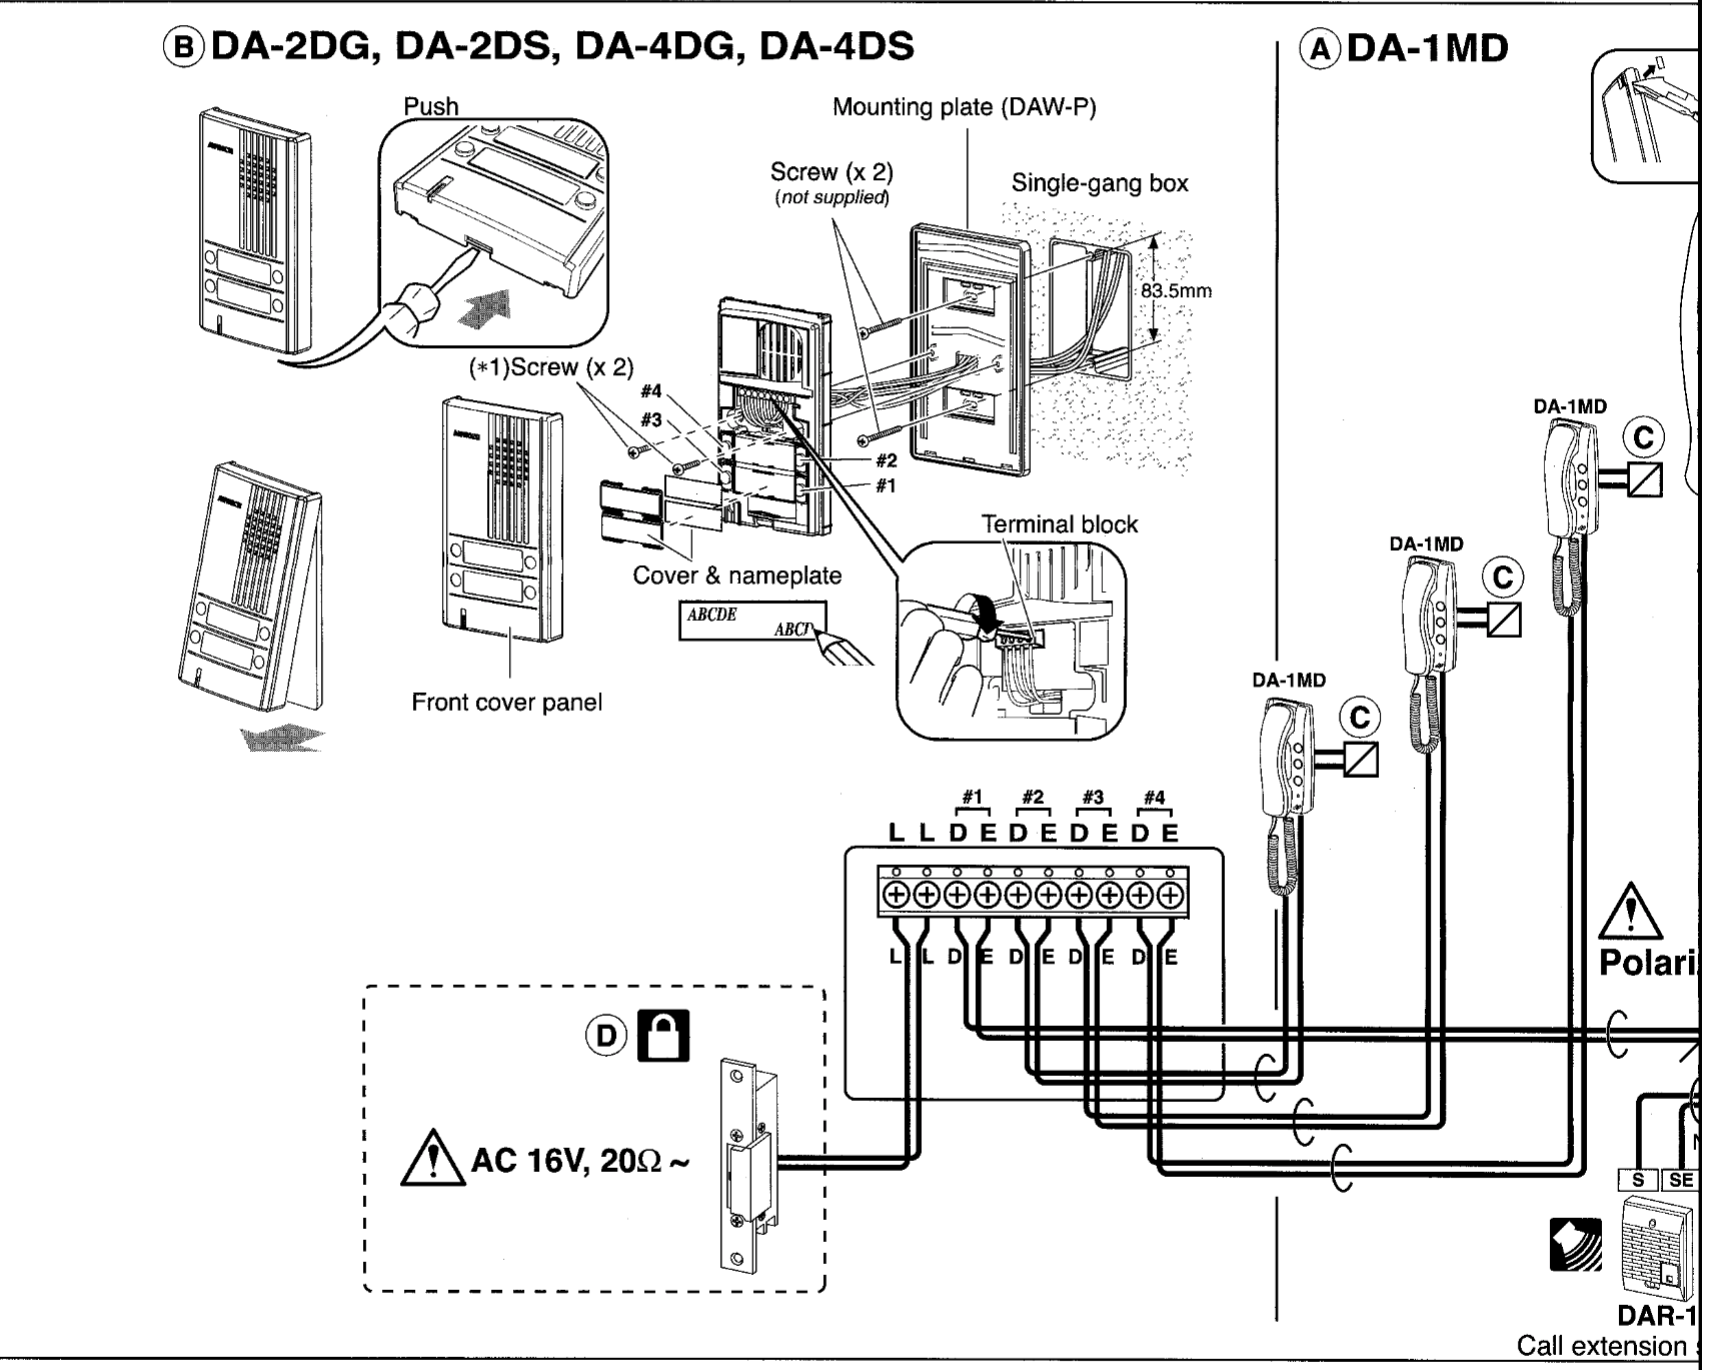 B DA-2DG, DA-2DS, DA-4DG, DA-4DS
A DA-1MD
Push
Mounting plate (DAW-P)
Screw (x 2)
(not supplied)
Single-gang box
83.5mm
(*1)Screw (x 2)
#4
#3
#2
#1
Cover & nameplate
ABCDE
ABCD
Terminal block
Front cover panel
DA-1MD
C
DA-1MD
C
DA-1MD
C
#1 #2 #3 #4
L L D E D E D E D E
L L D E D E D E D E
D
AC 16V, 20Ω ~
Polari
S SE
DAR-1
Call extension